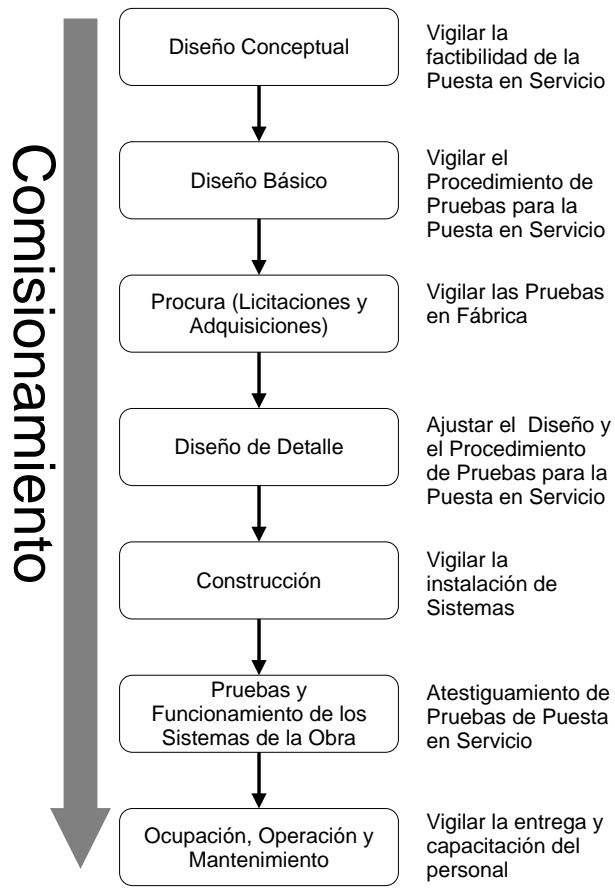 Comisionamiento
Diseño Conceptual
Vigilar la
factibilidad de la
Puesta en Servicio
Diseño Básico
Vigilar el
Procedimiento de
Pruebas para la
Puesta en Servicio
Procura (Licitaciones y
Adquisiciones)
Vigilar las Pruebas
en Fábrica
Diseño de Detalle
Ajustar el Diseño y
el Procedimiento
de Pruebas para la
Puesta en Servicio
Construcción
Vigilar la
instalación de
Sistemas
Pruebas y
Funcionamiento de los
Sistemas de la Obra
Atestiguamiento de
Pruebas de Puesta
en Servicio
Ocupación, Operación y
Mantenimiento
Vigilar la entrega y
capacitación del
personal